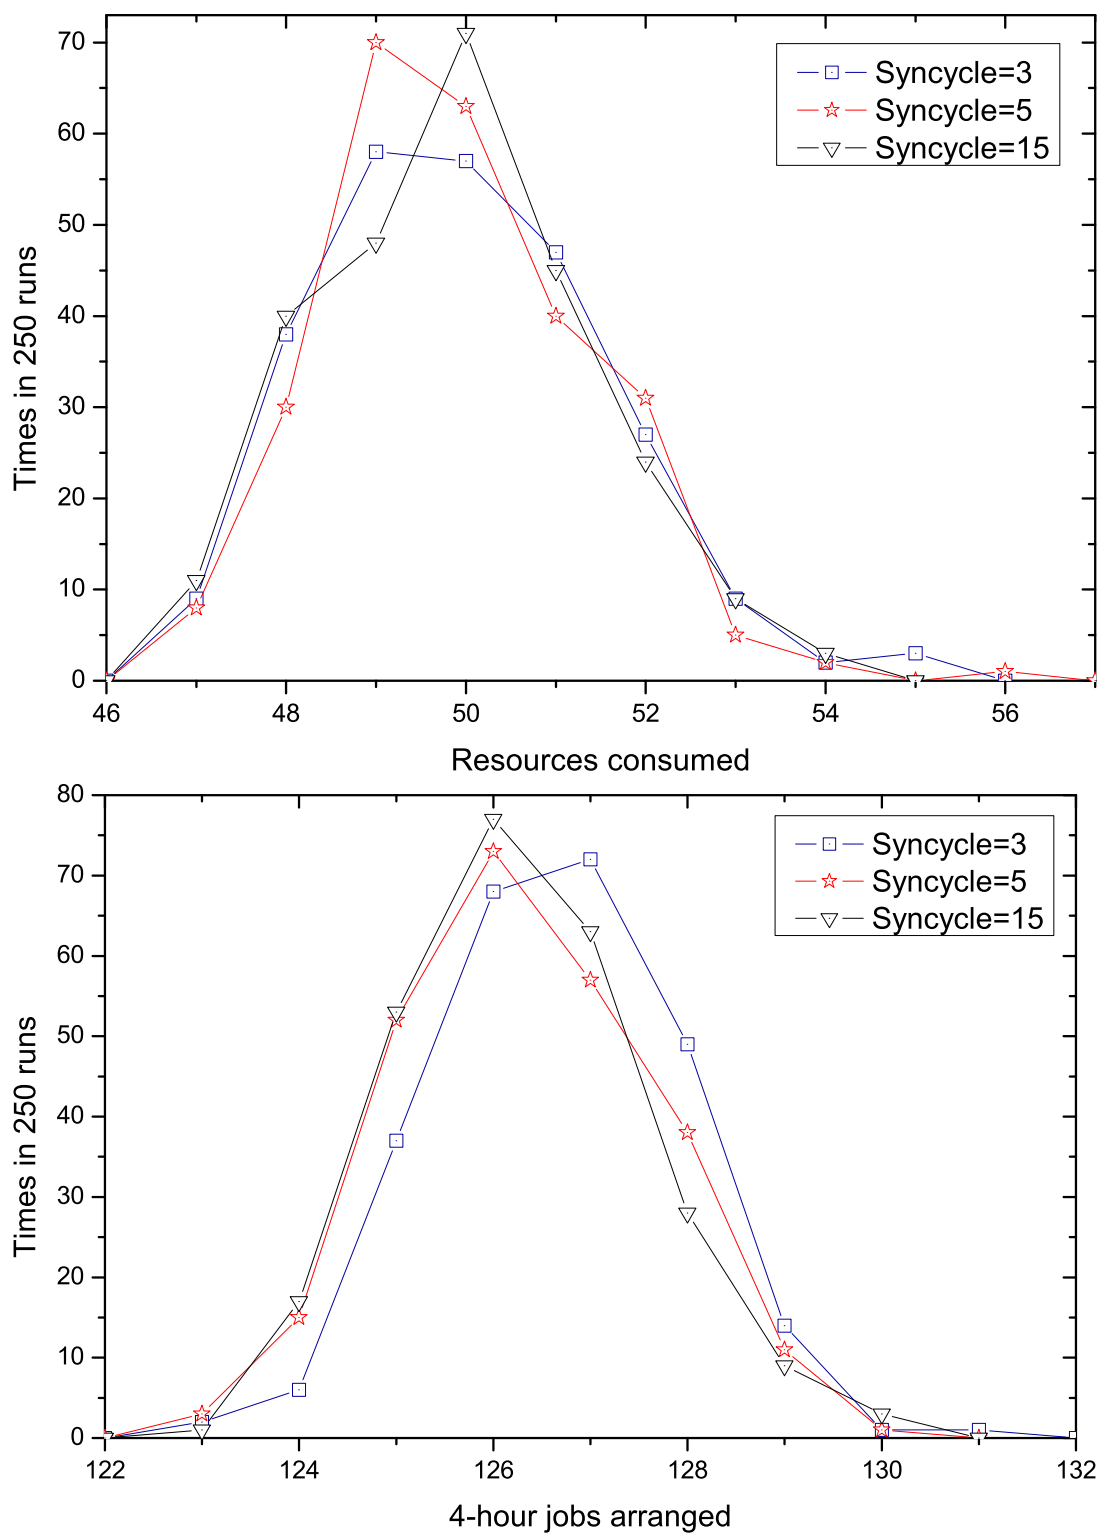 70
60
50
40
30
20
10
0
Times in 250 runs
Syncycle=3
Syncycle=5
Syncycle=15
46 48 50 52 54 56
Resources consumed
80
70
60
50
40
30
20
10
0
Times in 250 runs
Syncycle=3
Syncycle=5
Syncycle=15
122 124 126 128 130 132
4-hour jobs arranged